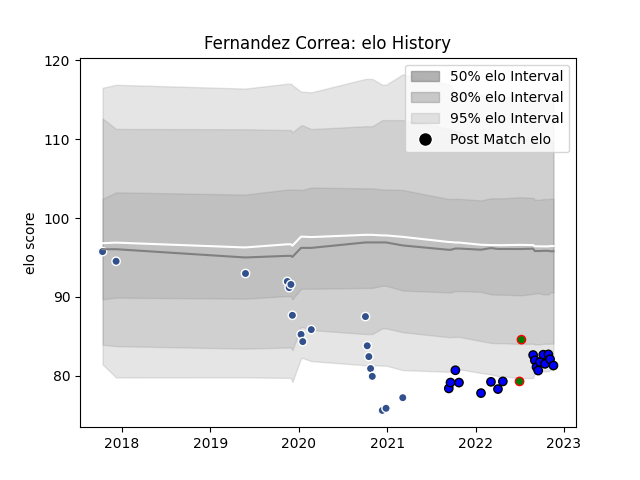 Fernandez Correa: elo History
120
110
100
90
80
elo score
50% elo Interval
80% elo Interval
95% elo Interval
Post Match elo
2018
2019
2020
2021
2022
2023